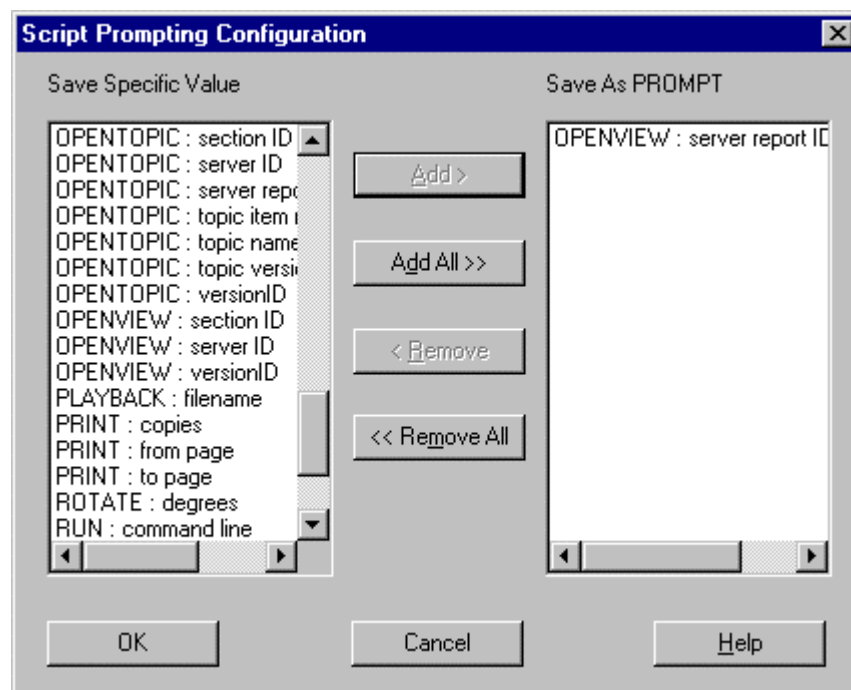 Script Prompting Configuration
Save Specific Value
Save As PROMPT
OPENTOPIC : section ID
OPENTOPIC : server ID
OPENTOPIC : server repo
OPENTOPIC : topic item
OPENTOPIC : topic name
OPENTOPIC : topic versi
OPENTOPIC : versionID
OPENVIEW : section ID
OPENVIEW : server ID
OPENVIEW : versionID
PLAYBACK : filename
PRINT : copies
PRINT : from page
PRINT : to page
ROTATE : degrees
RUN : command line
Add >
Add All >>
< Remove
<< Remove All
OPENVIEW : server report ID
OK
Cancel
Help